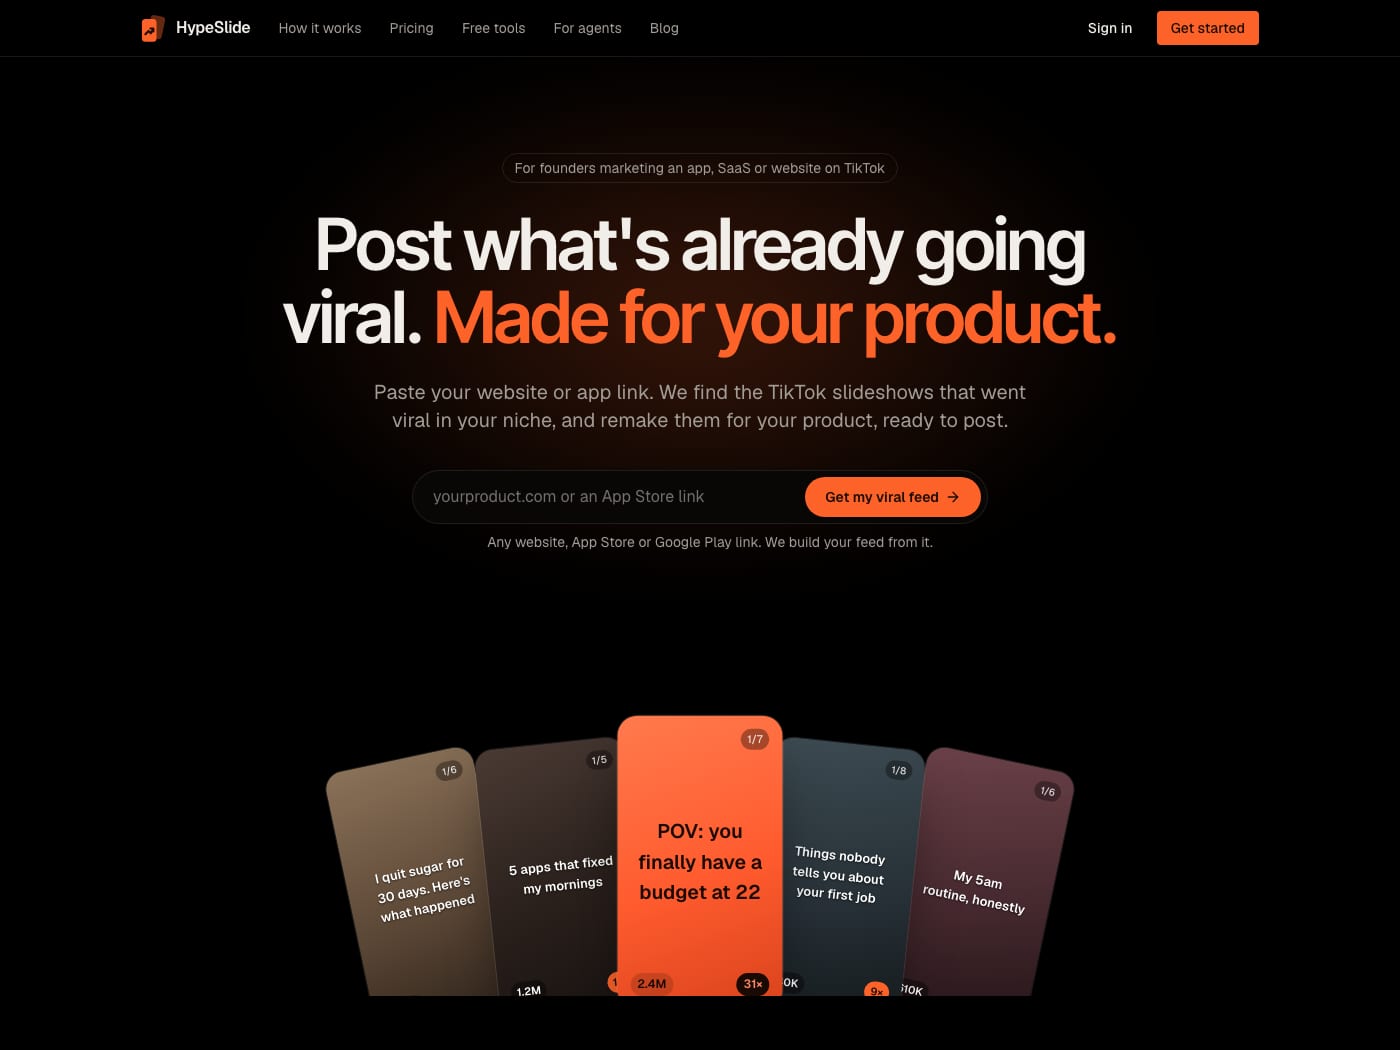 HypeSlide
How it works
Pricing
Free tools
For agents
Blog
Sign in
Get started
For founders marketing an app, SaaS or website on TikTok
Post what's already going
viral. Made for your product.
Paste your website or app link. We find the TikTok slideshows that went
viral in your niche, and remake them for your product, ready to post.
yourproduct.com or an App Store link
Get my viral feed →
Any website, App Store or Google Play link. We build your feed from it.
1/6
I quit sugar for
30 days. Here's
what happened
1/5
5 apps that fixed
my mornings
1.2M
1/7
POV: you
finally have a
budget at 22
2.4M
31×
1/8
Things nobody
tells you about
your first job
9×
1/6
My 5am
routine, honestly